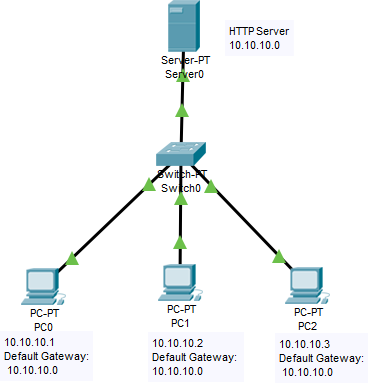 HTTP Server
10.10.10.0
Server-PT
Server0
Switch-PT
Switch0
PC-PT
PC0
10.10.10.1
Default Gateway:
10.10.10.0
PC-PT
PC1
10.10.10.2
Default Gateway:
10.10.10.0
PC-PT
PC2
10.10.10.3
Default Gateway:
10.10.10.0